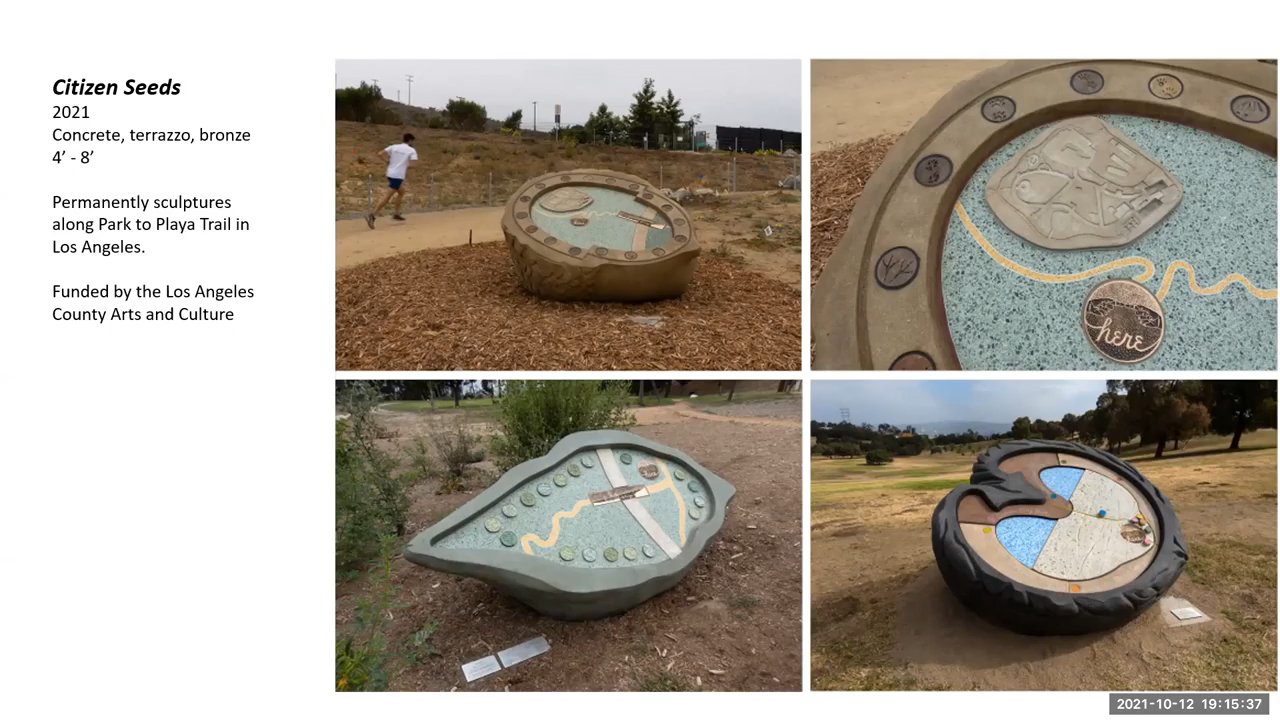 Citizen Seeds
2021
Concrete, terrazzo, bronze
4’ - 8’
Permanently sculptures
along Park to Playa Trail in
Los Angeles.
Funded by the Los Angeles
County Arts and Culture
here
2021-10-12 19:15:37